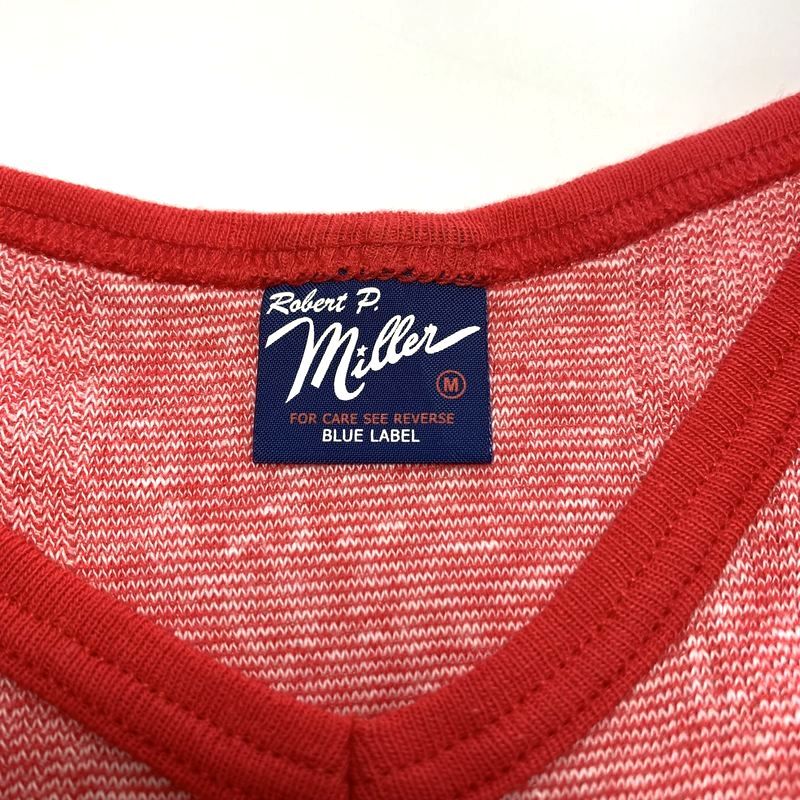 Robert P.
Miller
M
FOR CARE SEE REVERSE
BLUE LABEL